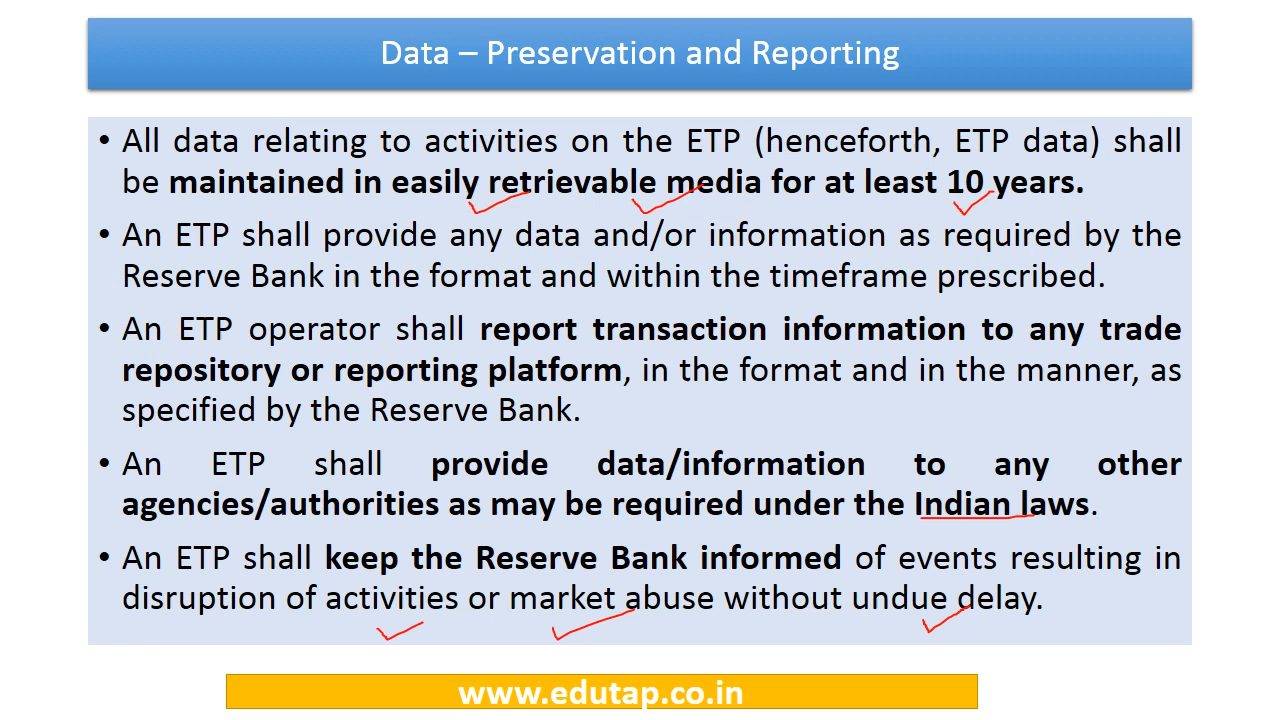 Data – Preservation and Reporting
• All data relating to activities on the ETP (henceforth, ETP data) shall
be maintained in easily retrievable media for at least 10 years.
• An ETP shall provide any data and/or information as required by the
Reserve Bank in the format and within the timeframe prescribed.
• An ETP operator shall report transaction information to any trade
repository or reporting platform, in the format and in the manner, as
specified by the Reserve Bank.
• An ETP shall provide data/information to any other
agencies/authorities as may be required under the Indian laws.
• An ETP shall keep the Reserve Bank informed of events resulting in
disruption of activities or market abuse without undue delay.
www.edutap.co.in